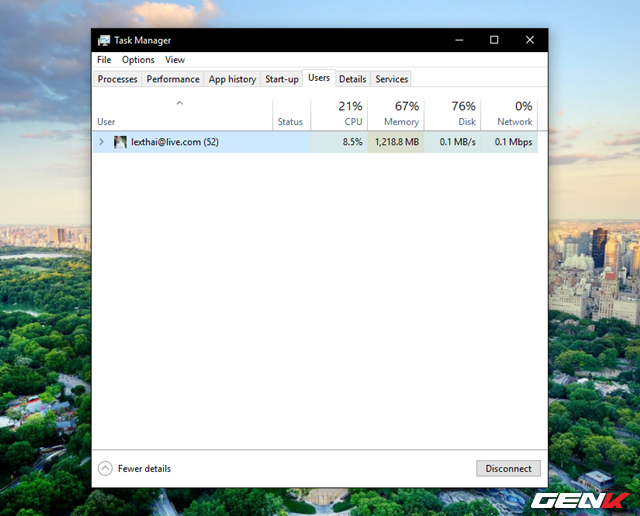 Task Manager
File Options View
Processes Performance App history Start-up Users Details Services
21% 67% 76% 0%
User Status CPU Memory Disk Network
lexthai@live.com (52) 8.5% 1,218.8 MB 0.1 MB/s 0.1 Mbps
Fewer details Disconnect
GENK